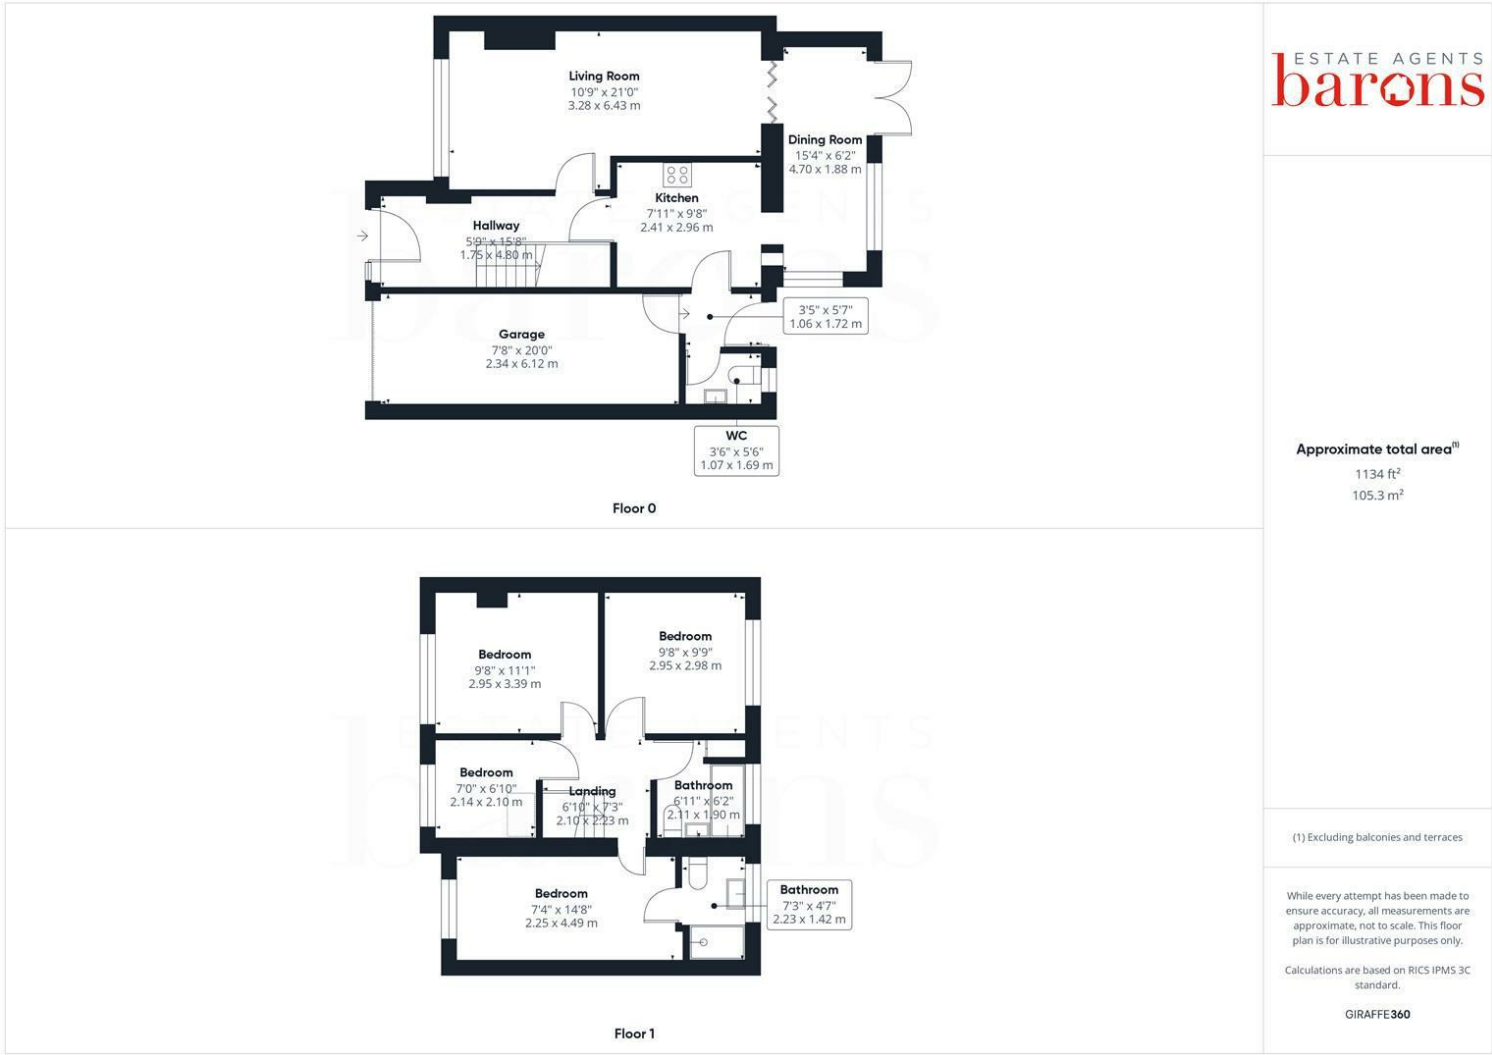 Living Room
10'9" x 21'0"
3.28 x 6.43 m
Dining Room
15'4" x 6'2"
4.70 x 1.88 m
Kitchen
7'11" x 9'8"
2.41 x 2.96 m
Hallway
5'9" x 15'8"
1.75 x 4.80 m
3'5" x 5'7"
1.06 x 1.72 m
Garage
7'8" x 20'0"
2.34 x 6.12 m
WC
3'6" x 5'6"
1.07 x 1.69 m
Floor 0
ESTATE AGENTS
barons
Bedroom
9'8" x 11'1"
2.95 x 3.39 m
Bedroom
9'8" x 9'9"
2.95 x 2.98 m
Bedroom
7'0" x 6'10"
2.14 x 2.10 m
Landing
6'10" x 7'3"
2.10 x 2.23 m
Bathroom
6'11" x 6'2"
2.11 x 1.90 m
Bedroom
7'4" x 14'8"
2.25 x 4.49 m
Bathroom
7'3" x 4'7"
2.23 x 1.42 m
Floor 1
ESTATE AGENTS
barons
ESTATE AGENTS
barons
Approximate total area(1)
1134 ft²
105.3 m²
(1) Excluding balconies and terraces
While every attempt has been made to
ensure accuracy, all measurements are
approximate, not to scale. This floor
plan is for illustrative purposes only.
Calculations are based on RICS IPMS 3C
standard.
GIRAFFE360